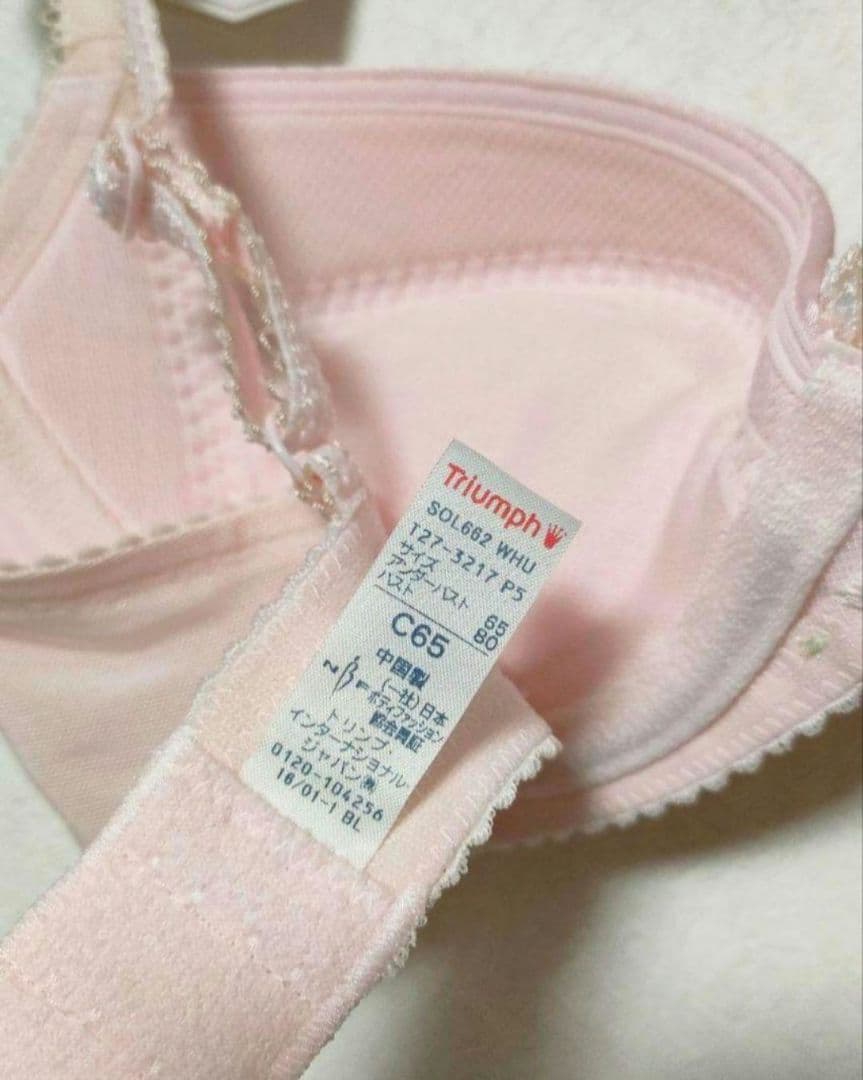 Triumph
SOL662 WHU
T27-3217 P5
サイズ
アンダーバスト 65
バスト 80
C65
中国製
NBF (一社)日本
ボディファッション
協会認証
トリンプ・
インターナショナル・
ジャパン㈱
0120-104256
16/01-1 BL